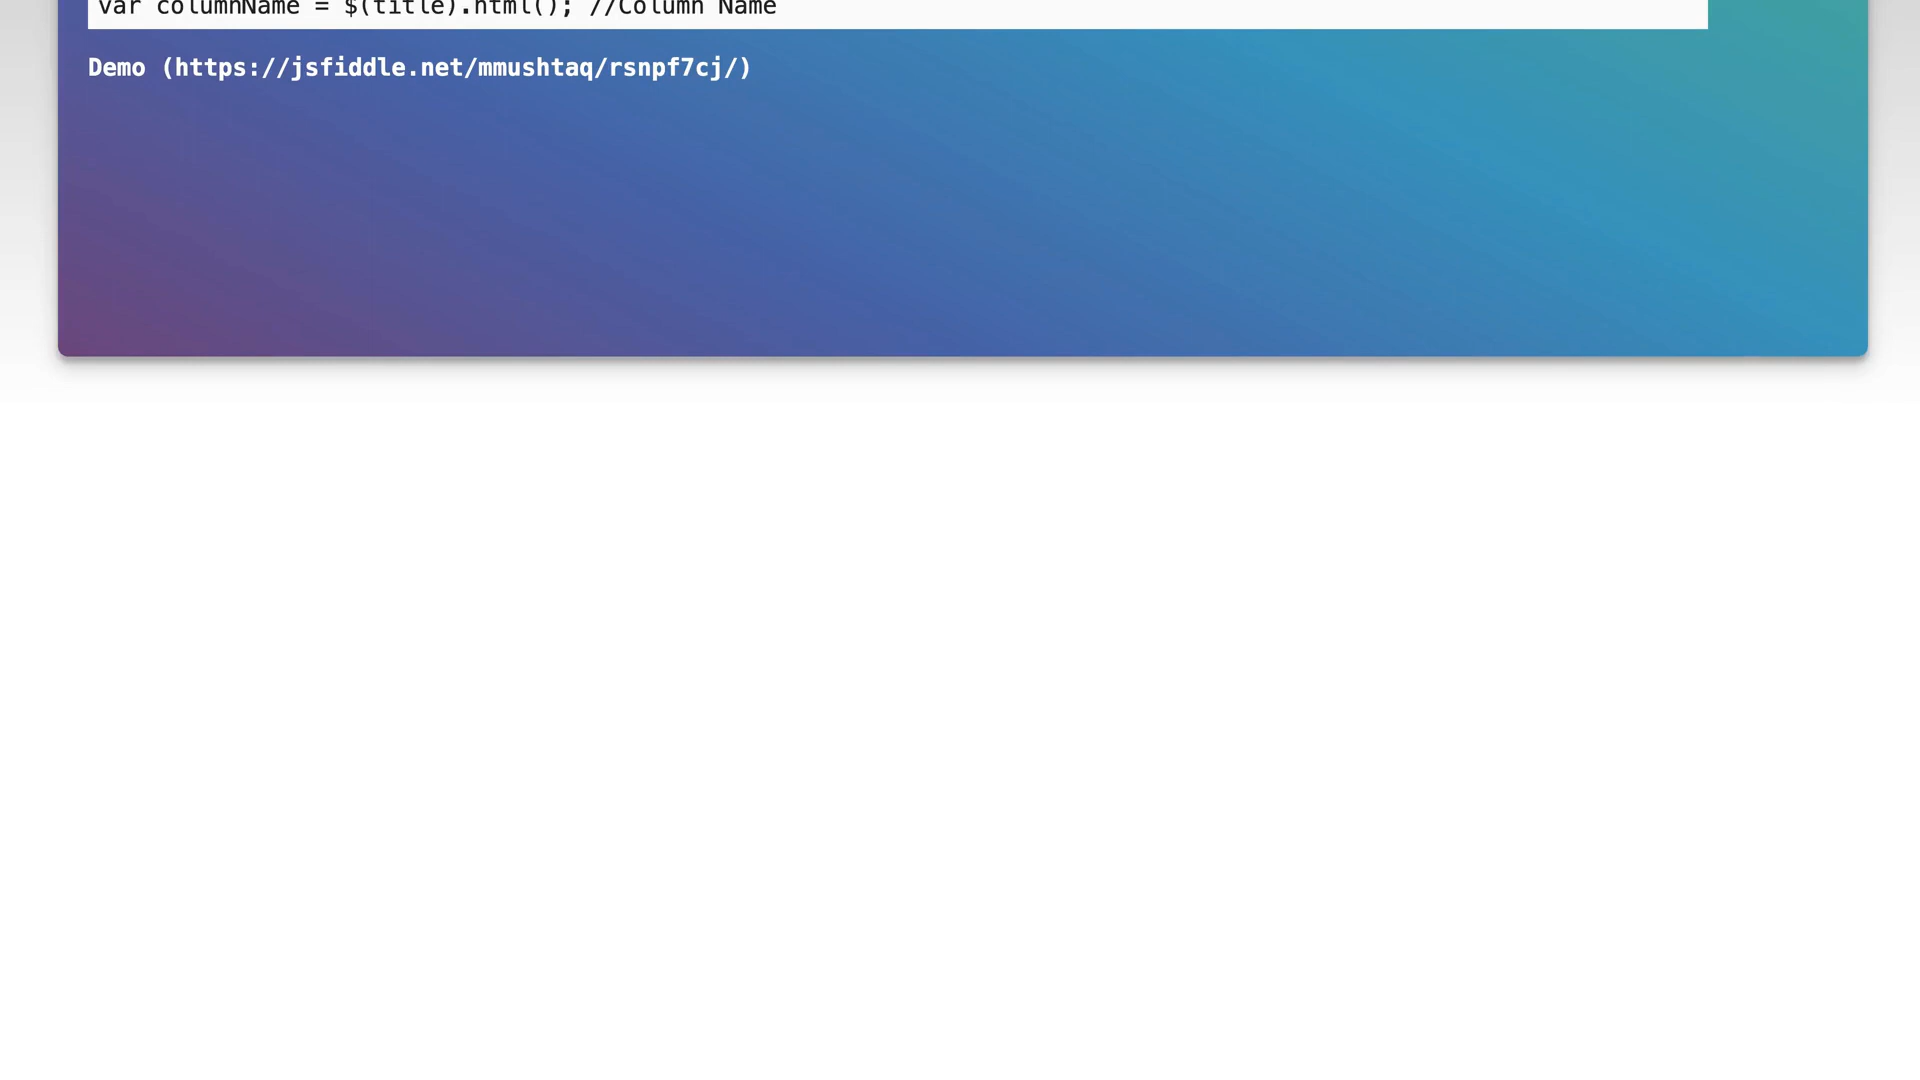 var columnName = $(title).html(); //Column Name
Demo (https://jsfiddle.net/mmushtaq/rsnpf7cj/)